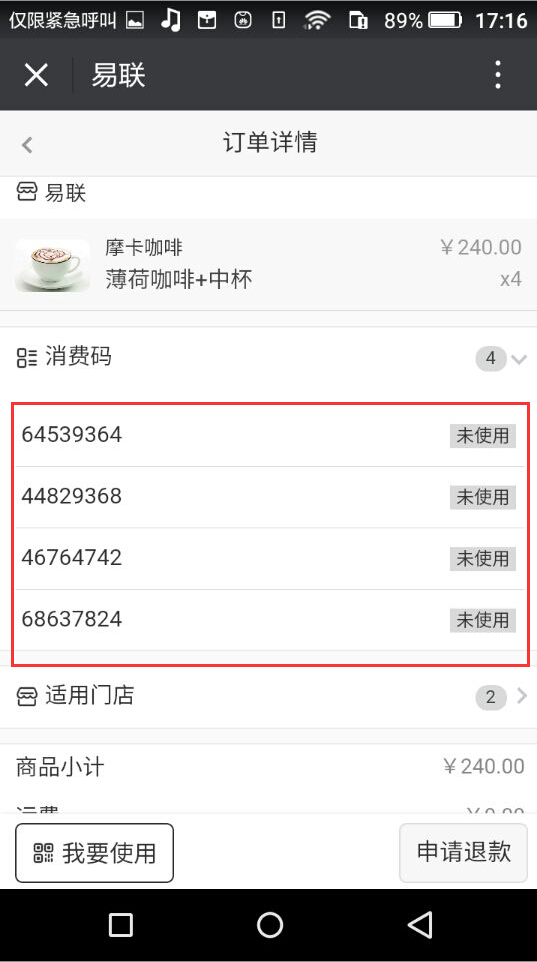 仅限紧急呼叫 89% 17:16
易联
订单详情
易联
摩卡咖啡 ￥240.00
薄荷咖啡+中杯 x4
消费码 4
64539364 未使用
44829368 未使用
46764742 未使用
68637824 未使用
适用门店 2
商品小计 ￥240.00
我要使用 申请退款